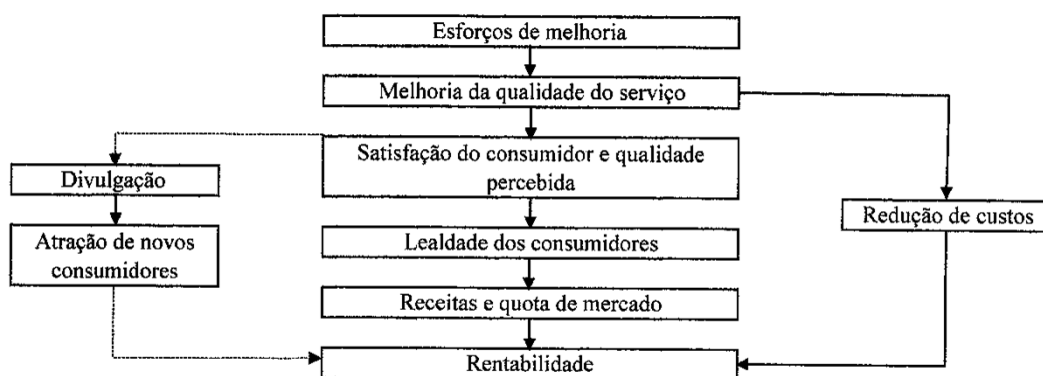 Esforços de melhoria
Melhoria da qualidade do serviço
Satisfação do consumidor e qualidade
percebida
Divulgação
Redução de custos
Atração de novos
consumidores
Lealdade dos consumidores
Receitas e quota de mercado
Rentabilidade